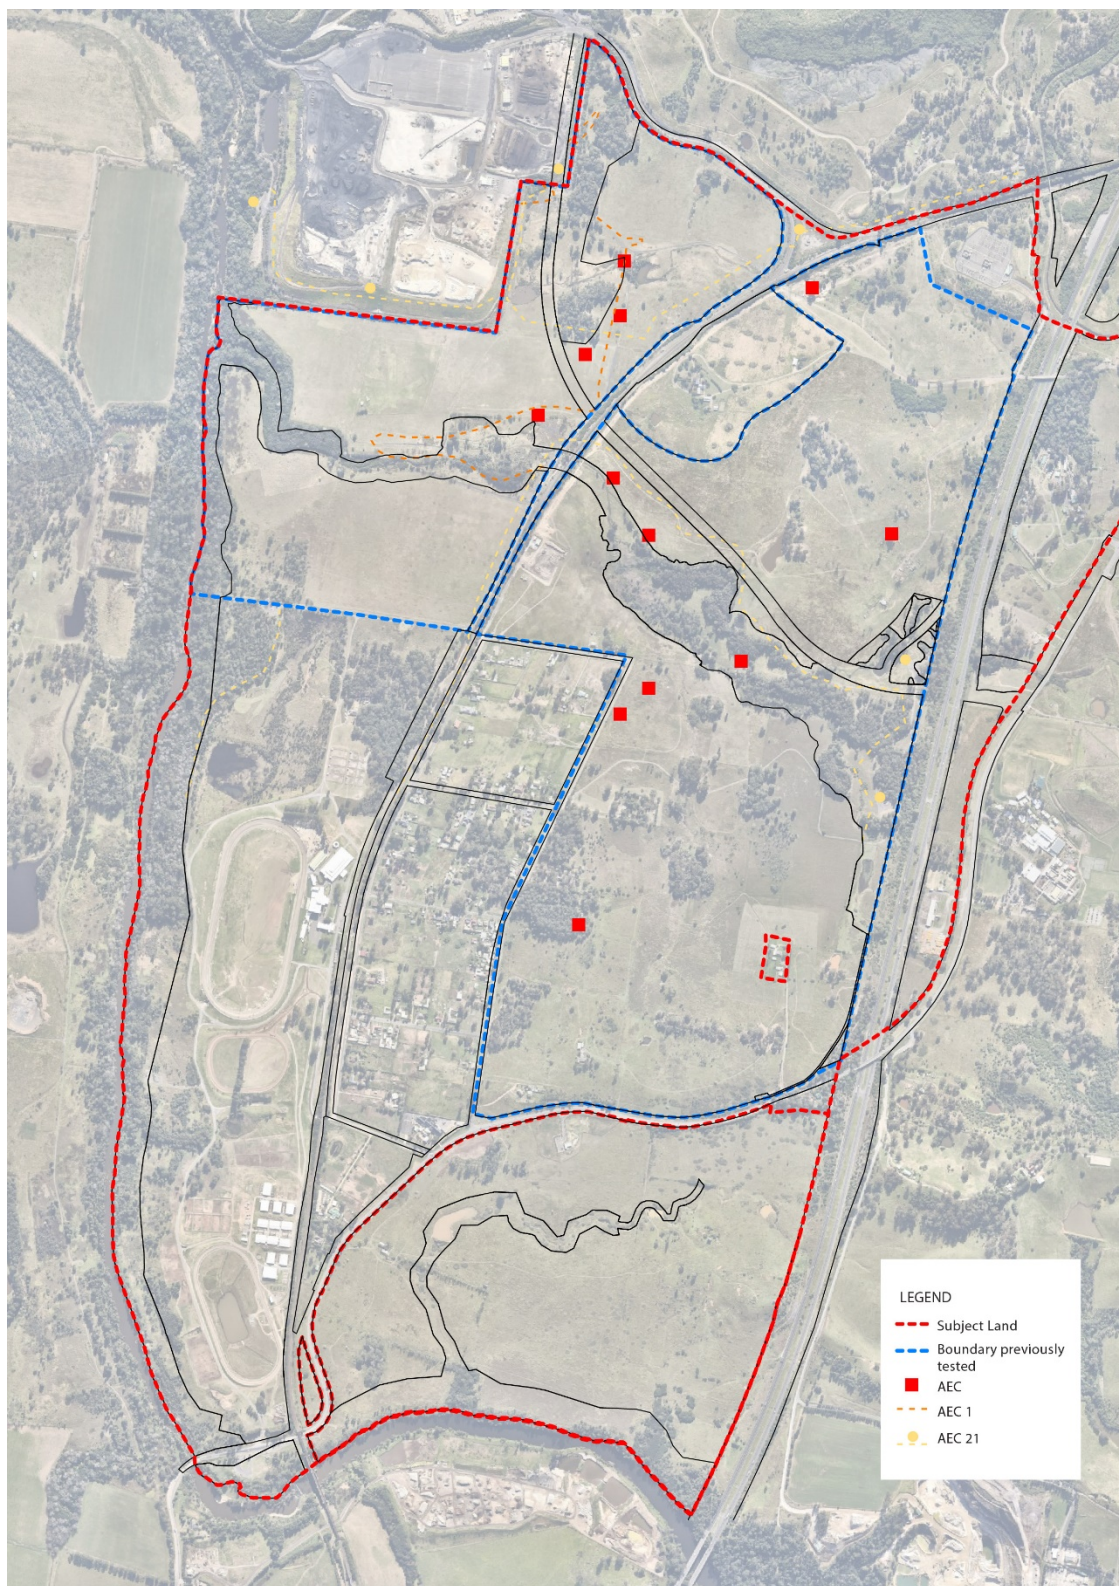 LEGEND
Subject Land
Boundary previously
tested
AEC
AEC 1
AEC 21